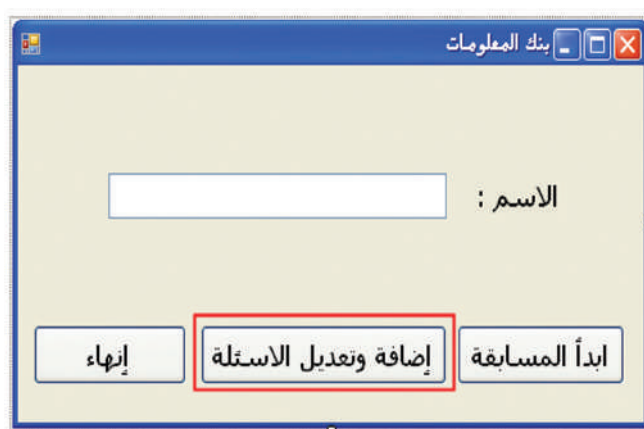 بنك المعلومات
الاسم :
ابدأ المسابقة
إضافة وتعديل الاسئلة
إنهاء